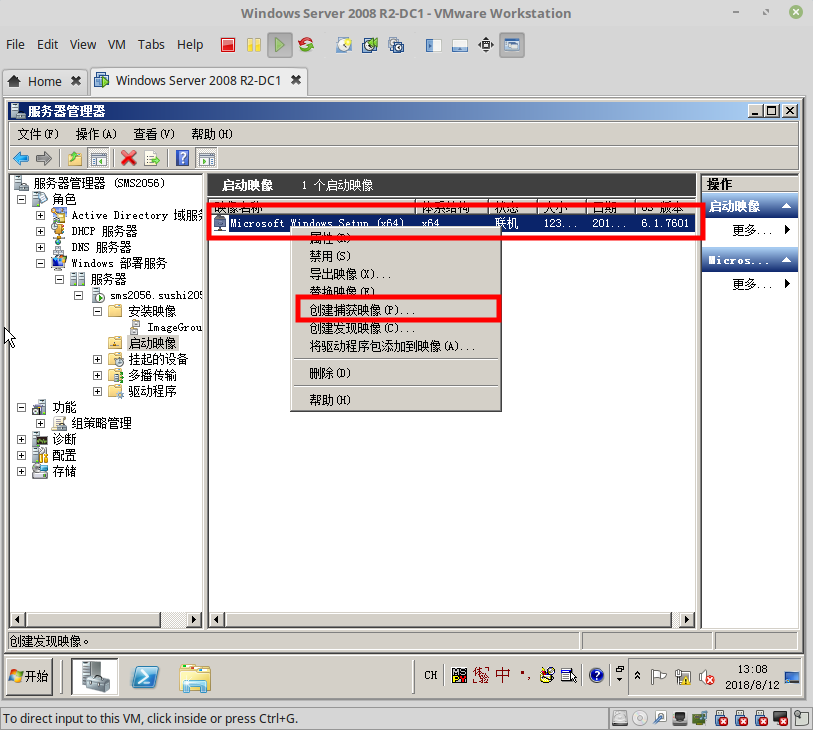 Windows Server 2008 R2-DC1 - VMware Workstation
File Edit View VM Tabs Help
Home
Windows Server 2008 R2-DC1
服务器管理器
文件(F) 操作(A) 查看(V) 帮助(H)
服务器管理器 (SMS2056)
角色
Active Directory 域服务
DHCP 服务器
DNS 服务器
Windows 部署服务
服务器
sms2056.sushi205
安装映像
ImageGrou
启动映像
挂起的设备
多播传输
驱动程序
功能
组策略管理
诊断
配置
存储
启动映像 1 个启动映像
映像名称 体系结构 状态 大小 日期 OS 版本
Microsoft Windows Setup (x64) x64 联机 123... 201... 6.1.7601
属性(R)
禁用(S)
导出映像(X)...
替换映像(E)...
创建捕获映像(P)...
创建发现映像(C)...
将驱动程序包添加到映像(A)...
删除(D)
帮助(H)
操作
启动映像
更多...
Micros...
更多...
创建发现映像。
开始
CH
中
13:08
2018/8/12
To direct input to this VM, click inside or press Ctrl+G.